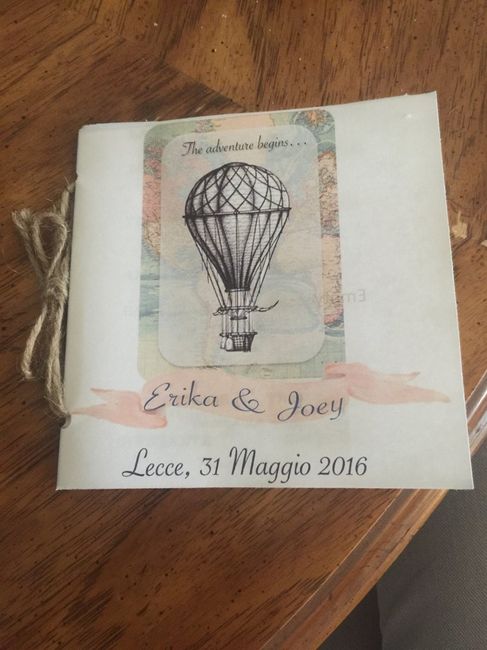 The adventure begins...
Erika & Joey
Lecce, 31 Maggio 2016